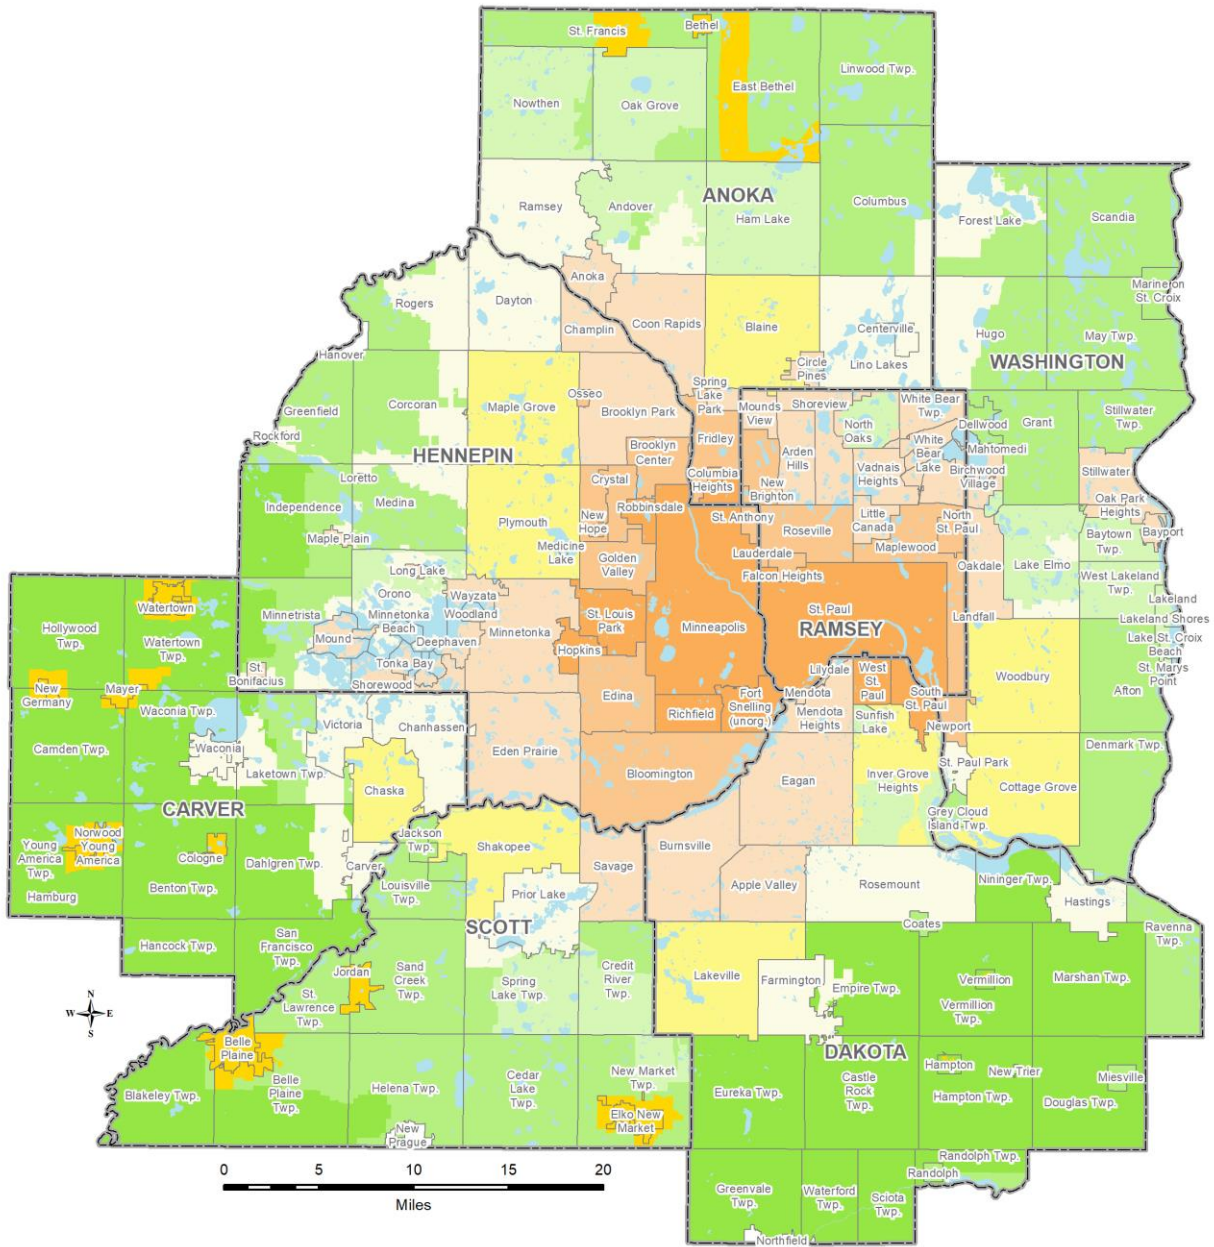 St. Francis
Bethel
East Bethel
Linwood Twp.
Nowthen
Oak Grove
ANOKA
Ramsey
Andover
Ham Lake
Columbus
Forest Lake
Scandia
Anoka
Marine on
St. Croix
Rogers
Dayton
Champlin
Coon Rapids
Blaine
Centerville
Hugo
May Twp.
Hanover
Circle
Pines
Lino Lakes
WASHINGTON
Greenfield
Corcoran
Maple Grove
Osseo
Brooklyn Park
Spring
Lake
Park
Mounds
View
Shoreview
White Bear
Twp.
Dellwood
Grant
Stillwater
Twp.
Rockford
HENNEPIN
Brooklyn
Center
Fridley
Arden
Hills
North
Oaks
White
Bear
Lake
Mahtomedi
Birchwood
Village
Stillwater
Loretto
Crystal
Columbia
Heights
New
Brighton
Vadnais
Heights
Oak Park
Heights
Independence
Medina
Plymouth
New
Hope
Robbinsdale
St. Anthony
Roseville
Little
Canada
North
St. Paul
Baytown
Twp.
Bayport
Maple Plain
Medicine
Lake
Golden
Valley
Lauderdale
Falcon Heights
Maplewood
Oakdale
Lake Elmo
West Lakeland
Twp.
Long Lake
Orono
Wayzata
Woodland
Minnetrista
Minnetonka
Beach
Deephaven
Minnetonka
Mound
Tonka Bay
St.
Bonifacius
Shorewood
St. Louis
Park
Hopkins
Minneapolis
St. Paul
RAMSEY
Landfall
Lakeland
Lakeland Shores
Lake St. Croix
Beach
St. Marys
Point
Watertown
Hollywood
Twp.
Watertown
Twp.
New
Germany
Mayer
Waconia Twp.
Edina
Richfield
Fort
Snelling
(unorg.)
Lilydale
Mendota
Mendota
Heights
West
St.
Paul
South
St. Paul
Sunfish
Lake
Newport
Woodbury
Afton
Camden Twp.
Waconia
Victoria
Chanhassen
Laketown Twp.
Eden Prairie
Bloomington
Eagan
Inver Grove
Heights
St. Paul Park
Cottage Grove
Denmark Twp.
Grey Cloud
Island Twp.
CARVER
Chaska
Norwood
Young
America
Young
America
Twp.
Hamburg
Cologne
Benton Twp.
Dahlgren Twp.
Carver
Jackson
Twp.
Louisville
Twp.
Shakopee
Prior Lake
Savage
Burnsville
Apple Valley
Rosemount
Nininger Twp.
Hastings
Coates
Ravenna
Twp.
Hancock Twp.
San
Francisco
Twp.
SCOTT
Jordan
St.
Lawrence
Twp.
Sand
Creek
Twp.
Spring
Lake Twp.
Credit
River
Twp.
Lakeville
Farmington
Empire Twp.
Vermillion
Vermillion
Twp.
Marshan Twp.
N
W
E
S
Belle
Plaine
Blakeley Twp.
Belle
Plaine
Twp.
Helena Twp.
Cedar
Lake
Twp.
New Market
Twp.
Elko New
Market
New
Prague
DAKOTA
Eureka Twp.
Castle
Rock
Twp.
Hampton
New Trier
Hampton Twp.
Miesville
Douglas Twp.
Randolph Twp.
Randolph
Greenvale
Twp.
Waterford
Twp.
Sciota
Twp.
Northfield
0
5
10
15
20
Miles